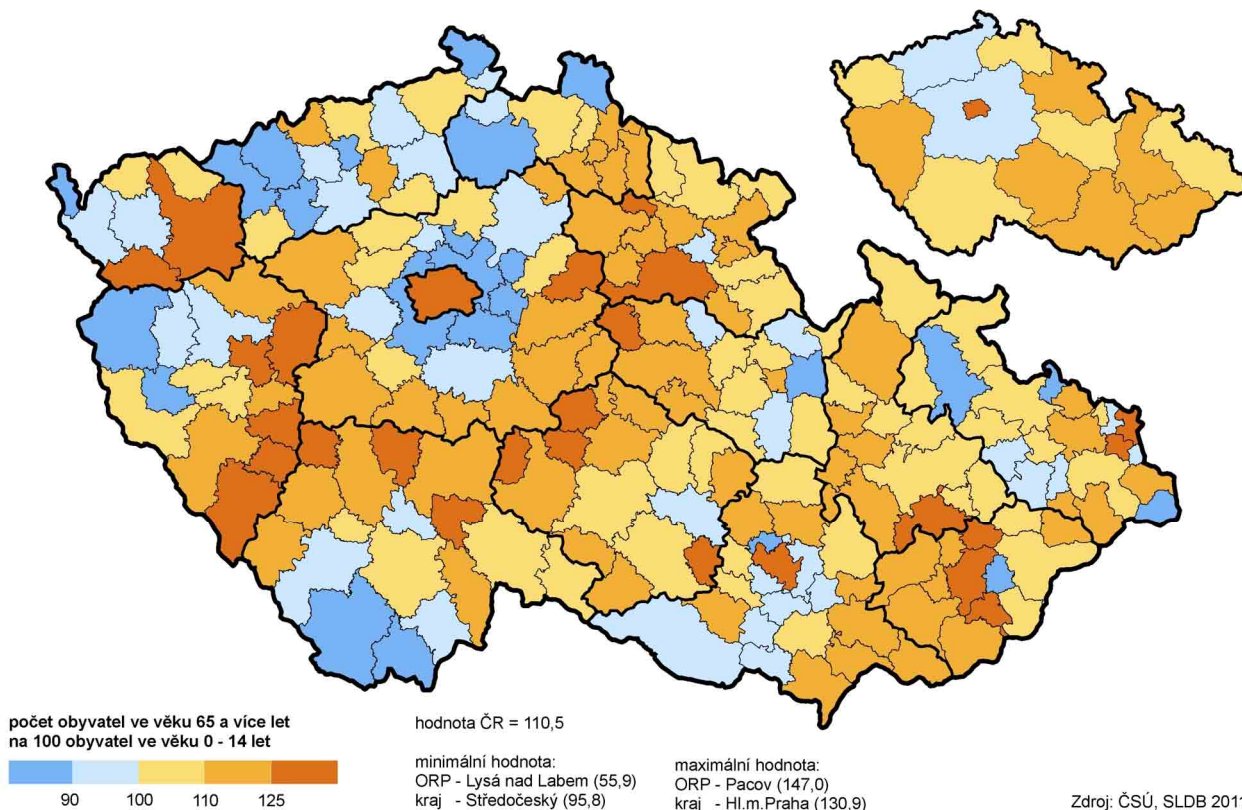 počet obyvatel ve věku 65 a více let
na 100 obyvatel ve věku 0 - 14 let
90 100 110 125
hodnota ČR = 110,5
minimální hodnota:
ORP - Lysá nad Labem (55,9)
kraj - Středočeský (95,8)
maximální hodnota:
ORP - Pacov (147,0)
kraj - Hl.m.Praha (130,9)
Zdroj: ČSÚ, SLDB 2011